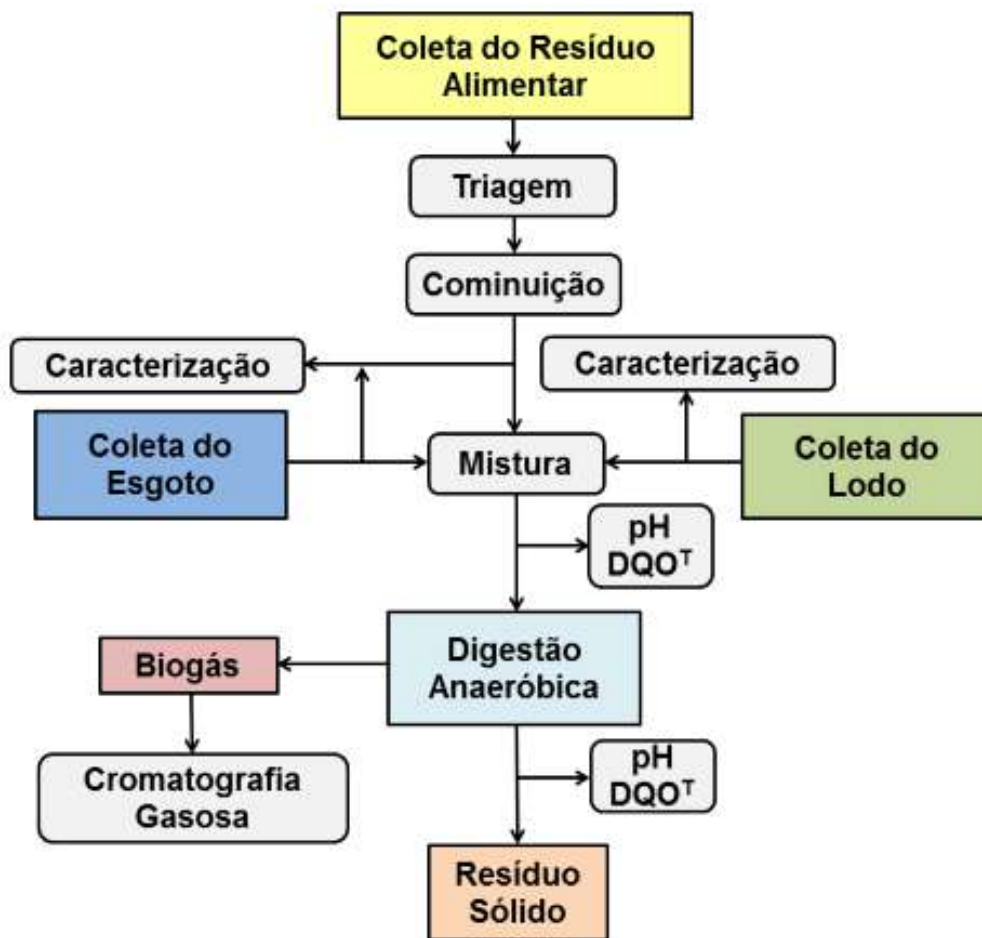 Coleta do Resíduo
Alimentar
Triagem
Cominuição
Caracterização
Caracterização
Coleta do
Esgoto
Mistura
Coleta do
Lodo
pH
DQOᵀ
Digestão
Anaeróbica
Biogás
Cromatografia
Gasosa
pH
DQOᵀ
Resíduo
Sólido